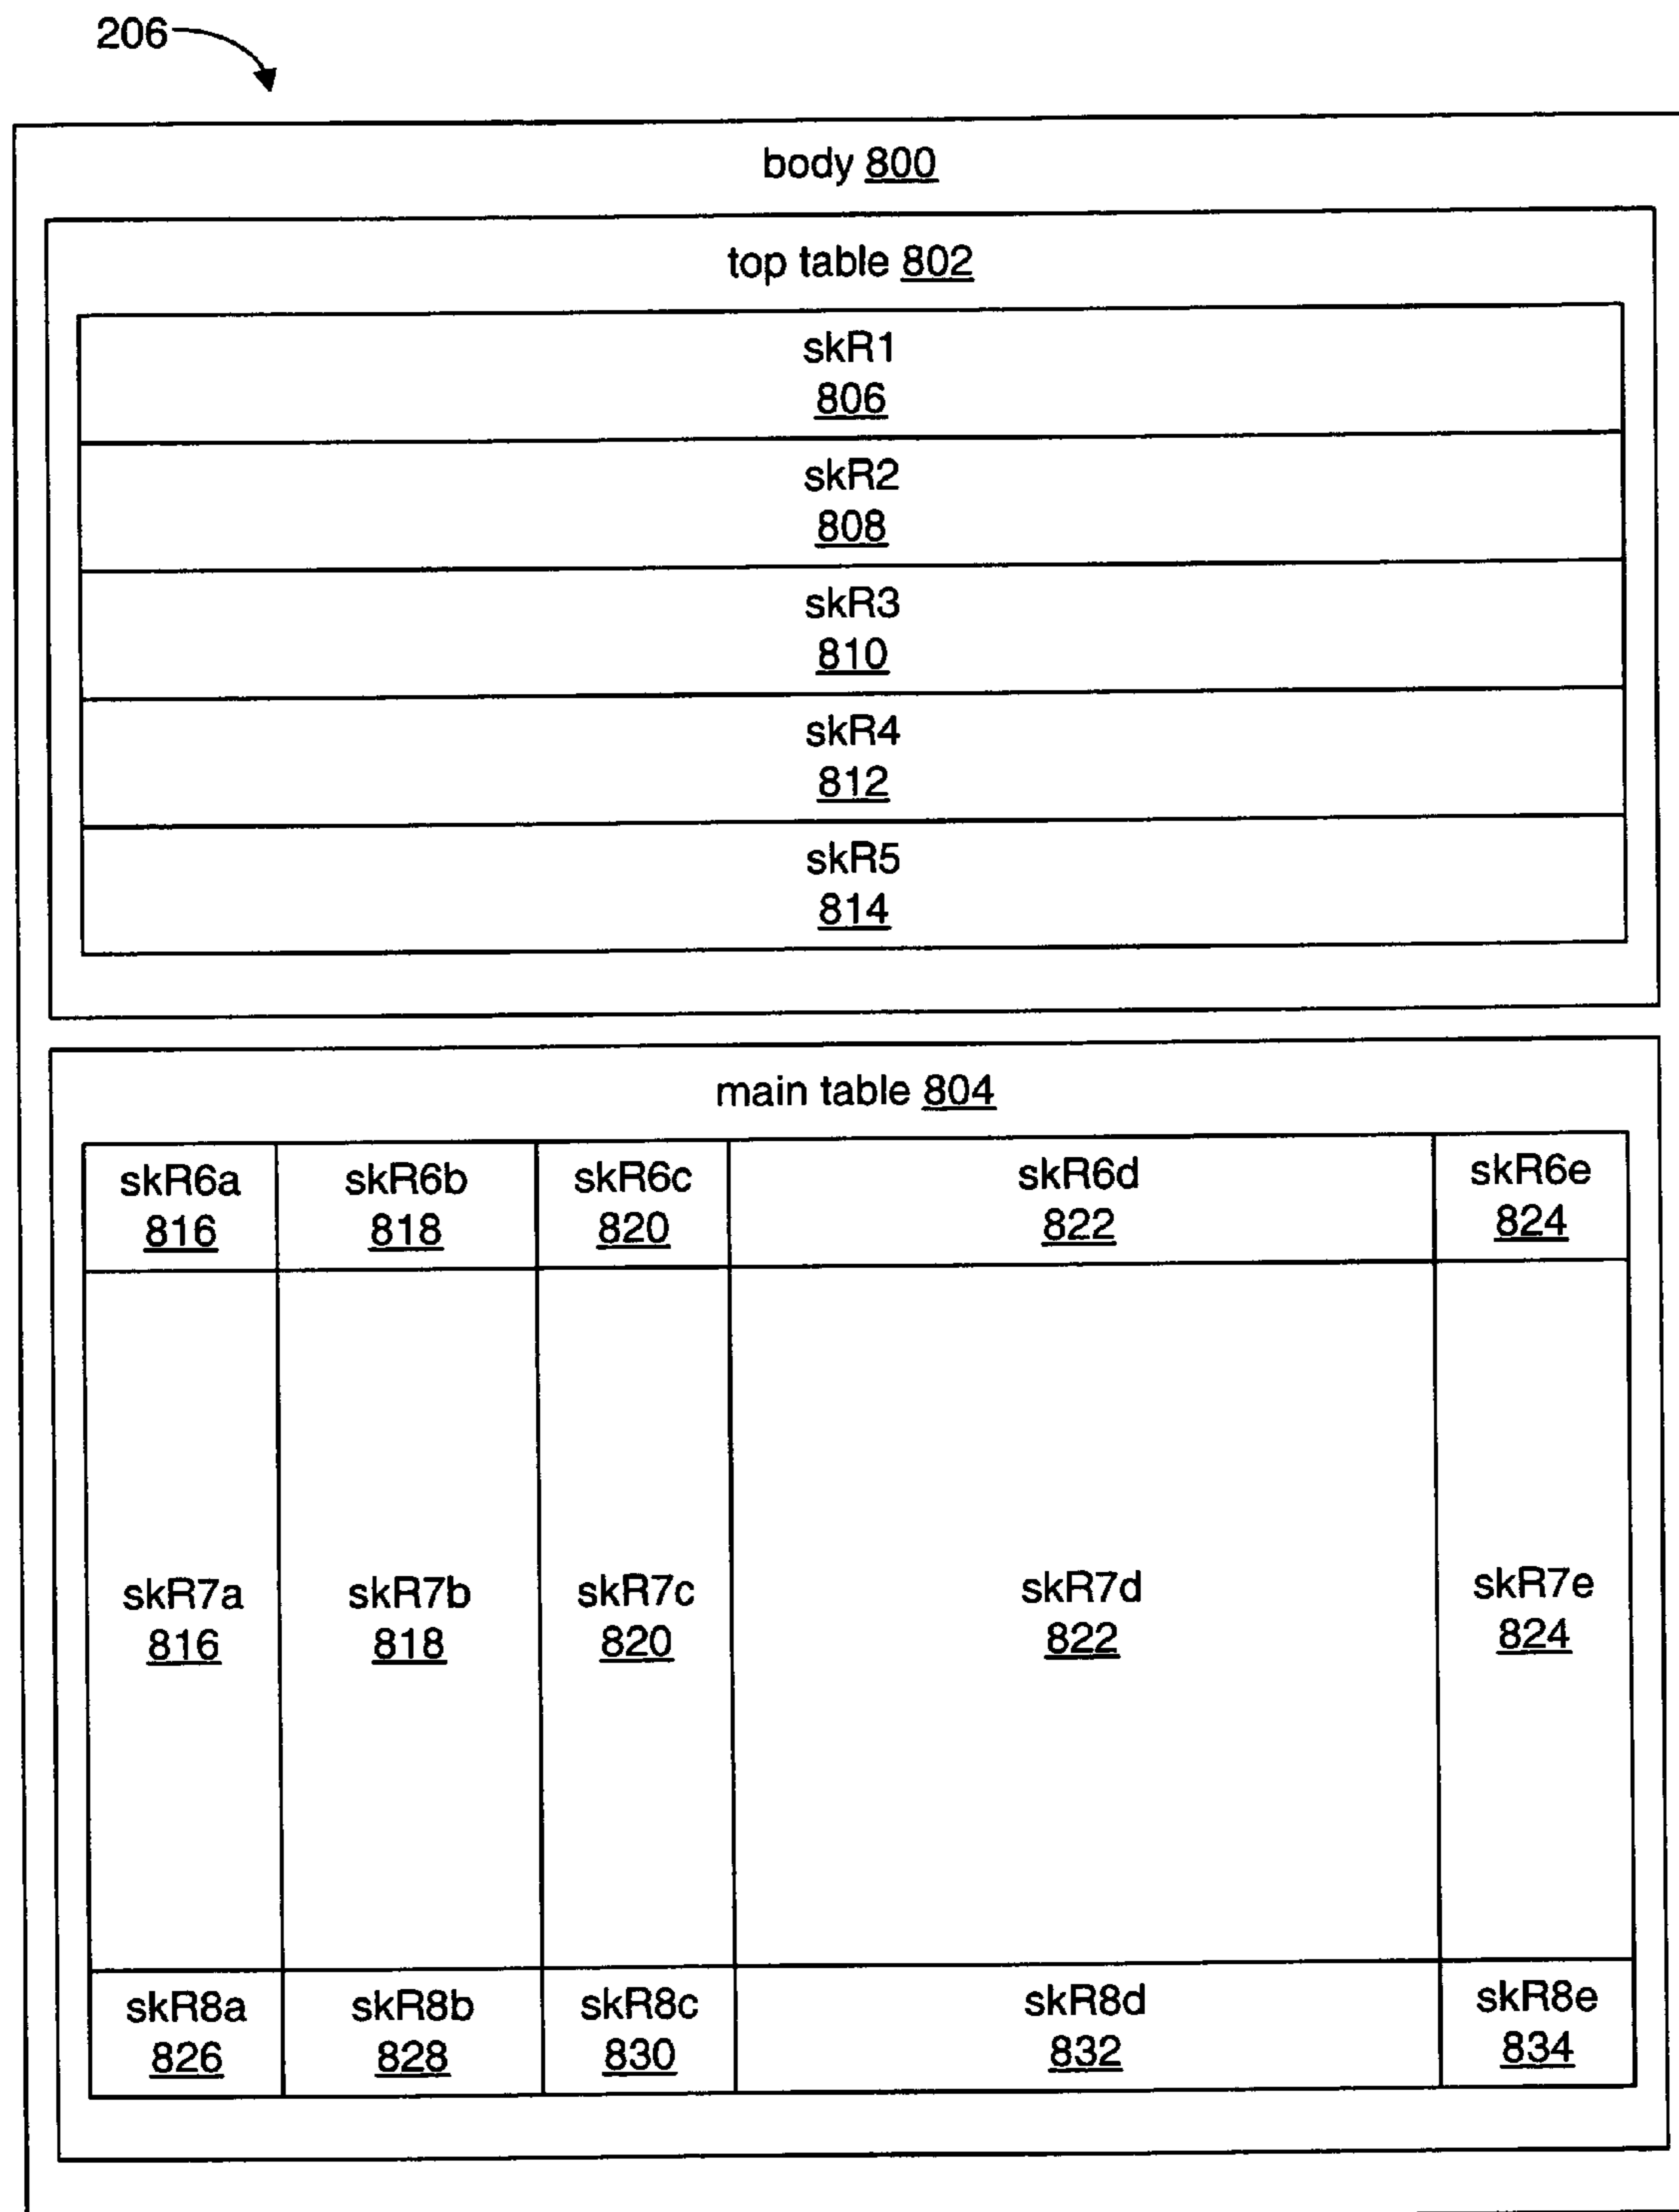 206
body 800
top table 802
skR1
806
skR2
808
skR3
810
skR4
812
skR5
814
main table 804
skR6a skR6b skR6c skR6d skR6e
816 818 820 822 824
skR7a skR7b skR7c skR7d skR7e
816 818 820 822 824
skR8a skR8b skR8c skR8d skR8e
826 828 830 832 834